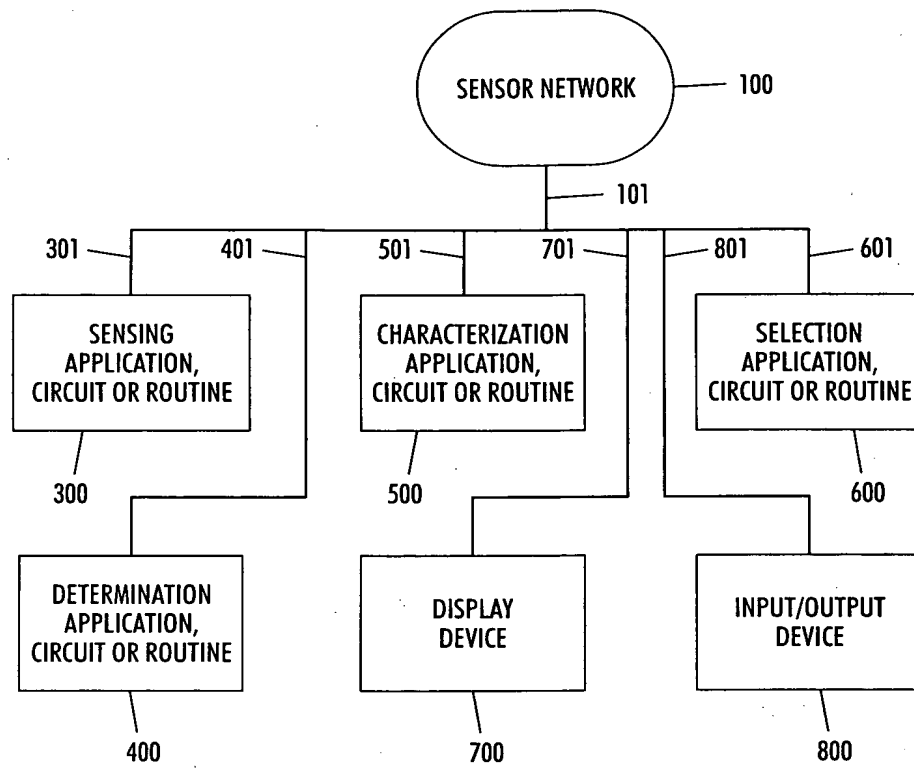 SENSOR NETWORK
100
101
301
401
501
701
801
601
SENSING
APPLICATION,
CIRCUIT OR ROUTINE
CHARACTERIZATION
APPLICATION,
CIRCUIT OR ROUTINE
SELECTION
APPLICATION,
CIRCUIT OR ROUTINE
300
500
600
DETERMINATION
APPLICATION,
CIRCUIT OR ROUTINE
DISPLAY
DEVICE
INPUT/OUTPUT
DEVICE
400
700
800